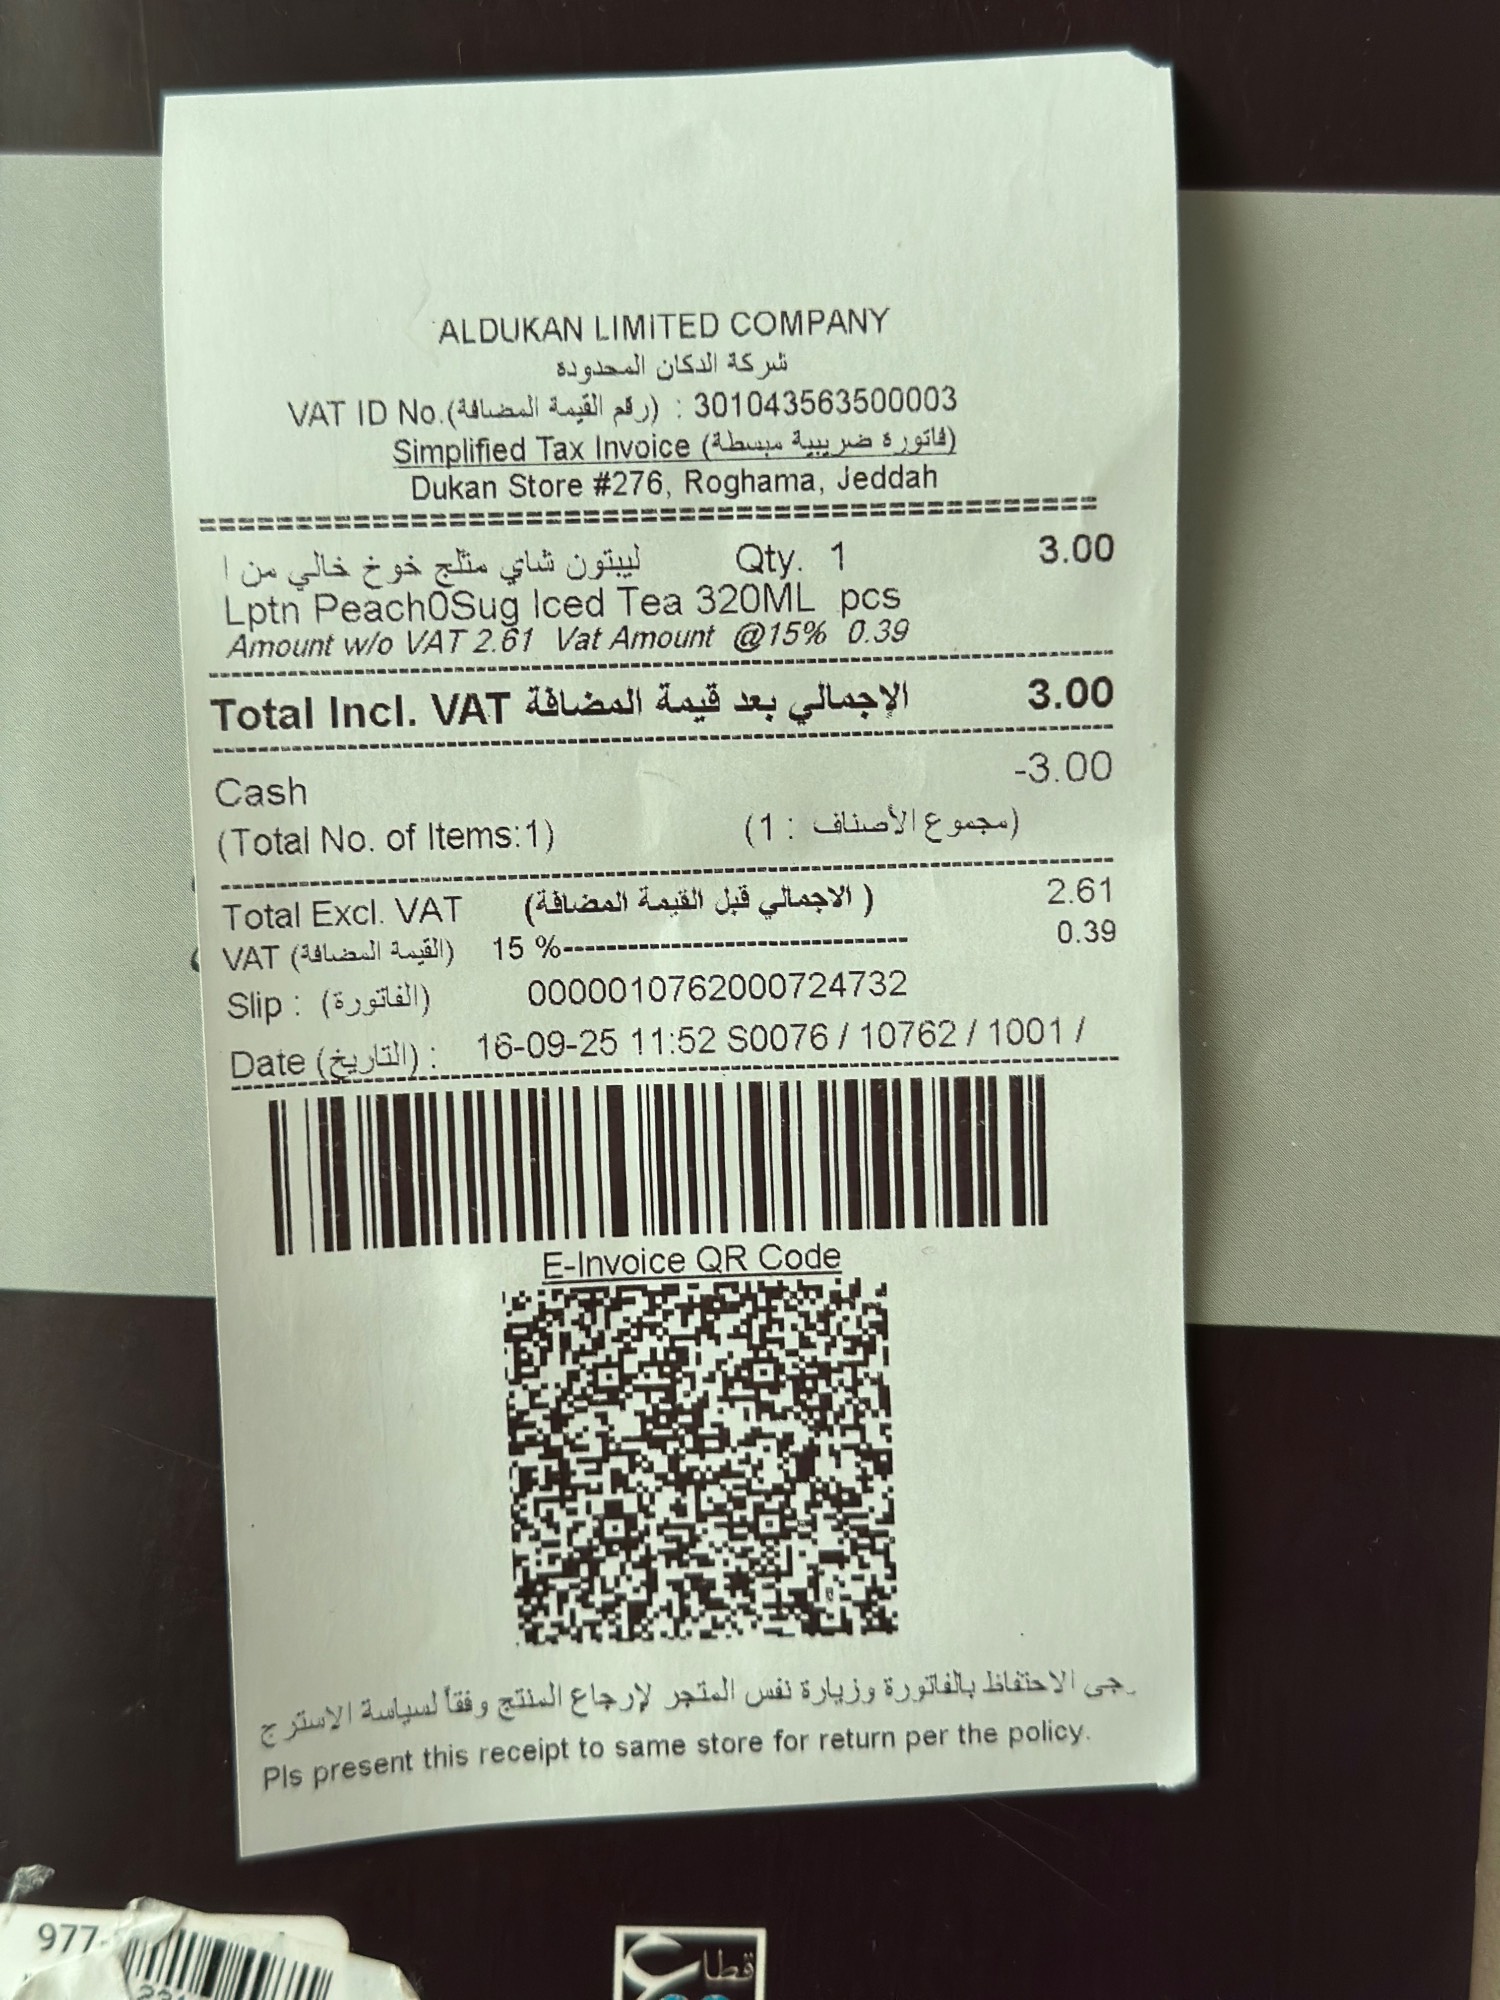 ALDUKAN LIMITED COMPANY
شركة الدكان المحدودة
VAT ID No.(رقم القيمة المضافة) : 301043563500003
Simplified Tax Invoice (فاتورة ضريبية مبسطة)
Dukan Store #276, Roghama, Jeddah
ليبتون شاي مثلج خوخ خالي من ا Qty. 1 3.00
Lptn Peach0Sug Iced Tea 320ML pcs
Amount w/o VAT 2.61 Vat Amount @15% 0.39
Total Incl. VAT الإجمالي بعد قيمة المضافة 3.00
Cash -3.00
(Total No. of Items:1) (مجموع الأصناف : 1)
Total Excl. VAT (الاجمالي قبل القيمة المضافة ) 2.61
VAT (القيمة المضافة) 15 %------------------------------ 0.39
Slip : (الفاتورة) 0000010762000724732
Date (التاريخ) : 16-09-25 11:52 S0076 / 10762 / 1001 /
E-Invoice QR Code
رجى الاحتفاظ بالفاتورة وزيارة نفس المتجر لإرجاع المنتج وفقاً لسياسة الاسترج
Pls present this receipt to same store for return per the policy.
977-
قطاع